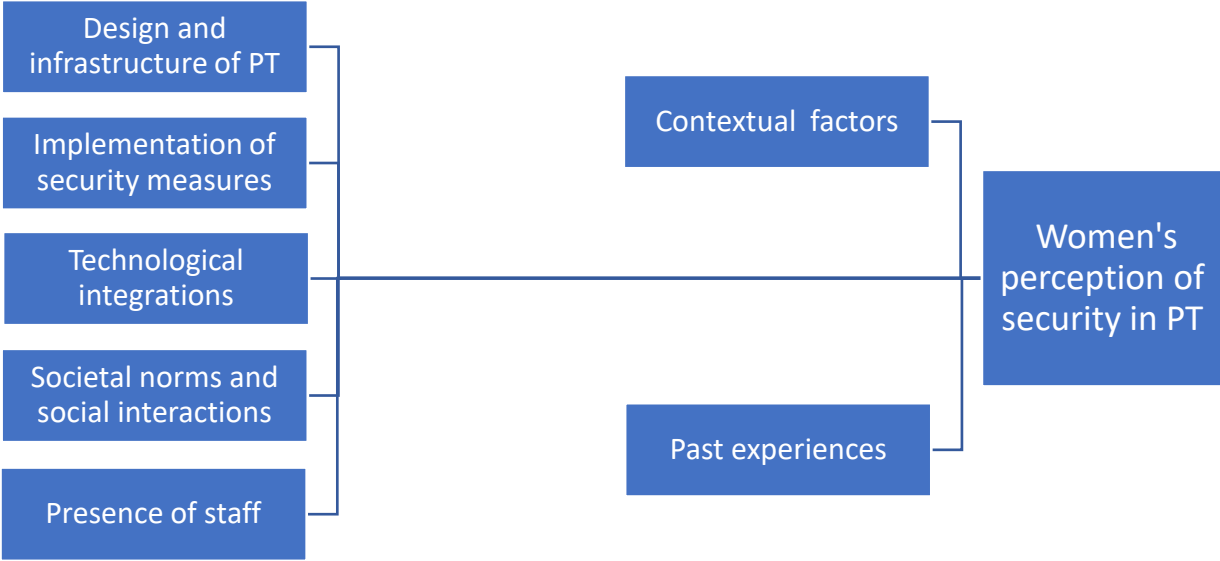 Design and
infrastructure of PT
Implementation of
security measures
Technological
integrations
Societal norms and
social interactions
Presence of staff
Contextual factors
Past experiences
Women's
perception of
security in PT